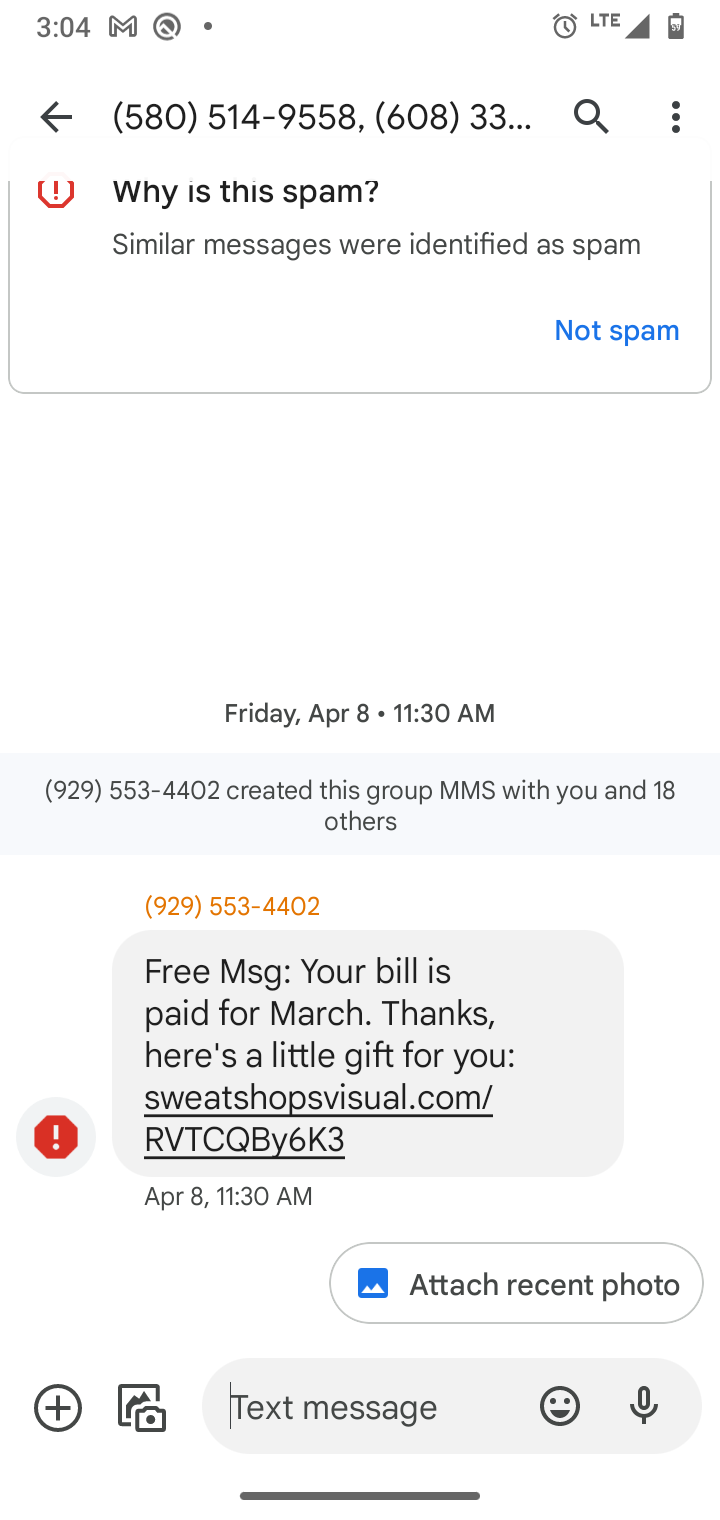 3:04 LTE
(580) 514-9558, (608) 33...
Why is this spam?
Similar messages were identified as spam
Not spam
Friday, Apr 8 • 11:30 AM
(929) 553-4402 created this group MMS with you and 18
others
(929) 553-4402
Free Msg: Your bill is
paid for March. Thanks,
here's a little gift for you:
sweatshopsvisual.com/
RVTCQBy6K3
Apr 8, 11:30 AM
Attach recent photo
Text message